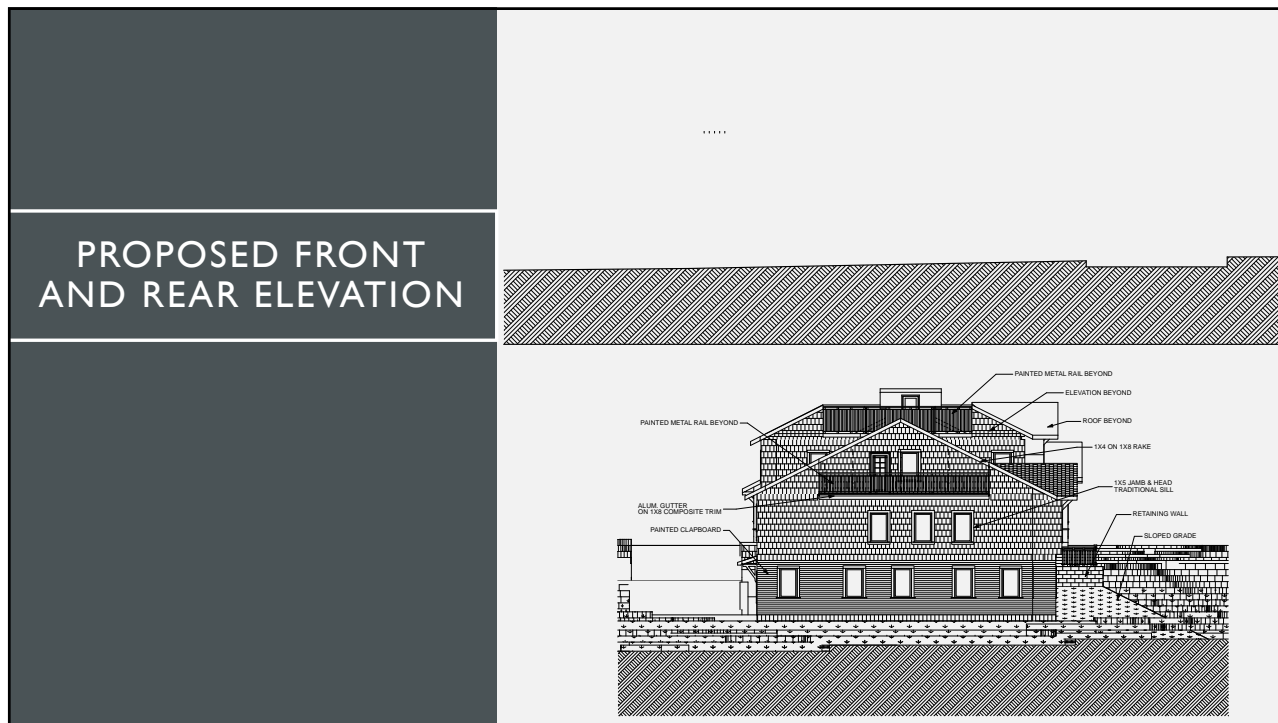 PROPOSED FRONT
AND REAR ELEVATION
PAINTED METAL RAIL BEYOND
ELEVATION BEYOND
PAINTED METAL RAIL BEYOND
ROOF BEYOND
1X4 ON 1X8 RAKE
1X5 JAMB & HEAD
TRADITIONAL SILL
ALUM. GUTTER
ON 1X8 COMPOSITE TRIM
RETAINING WALL
PAINTED CLAPBOARD
SLOPED GRADE